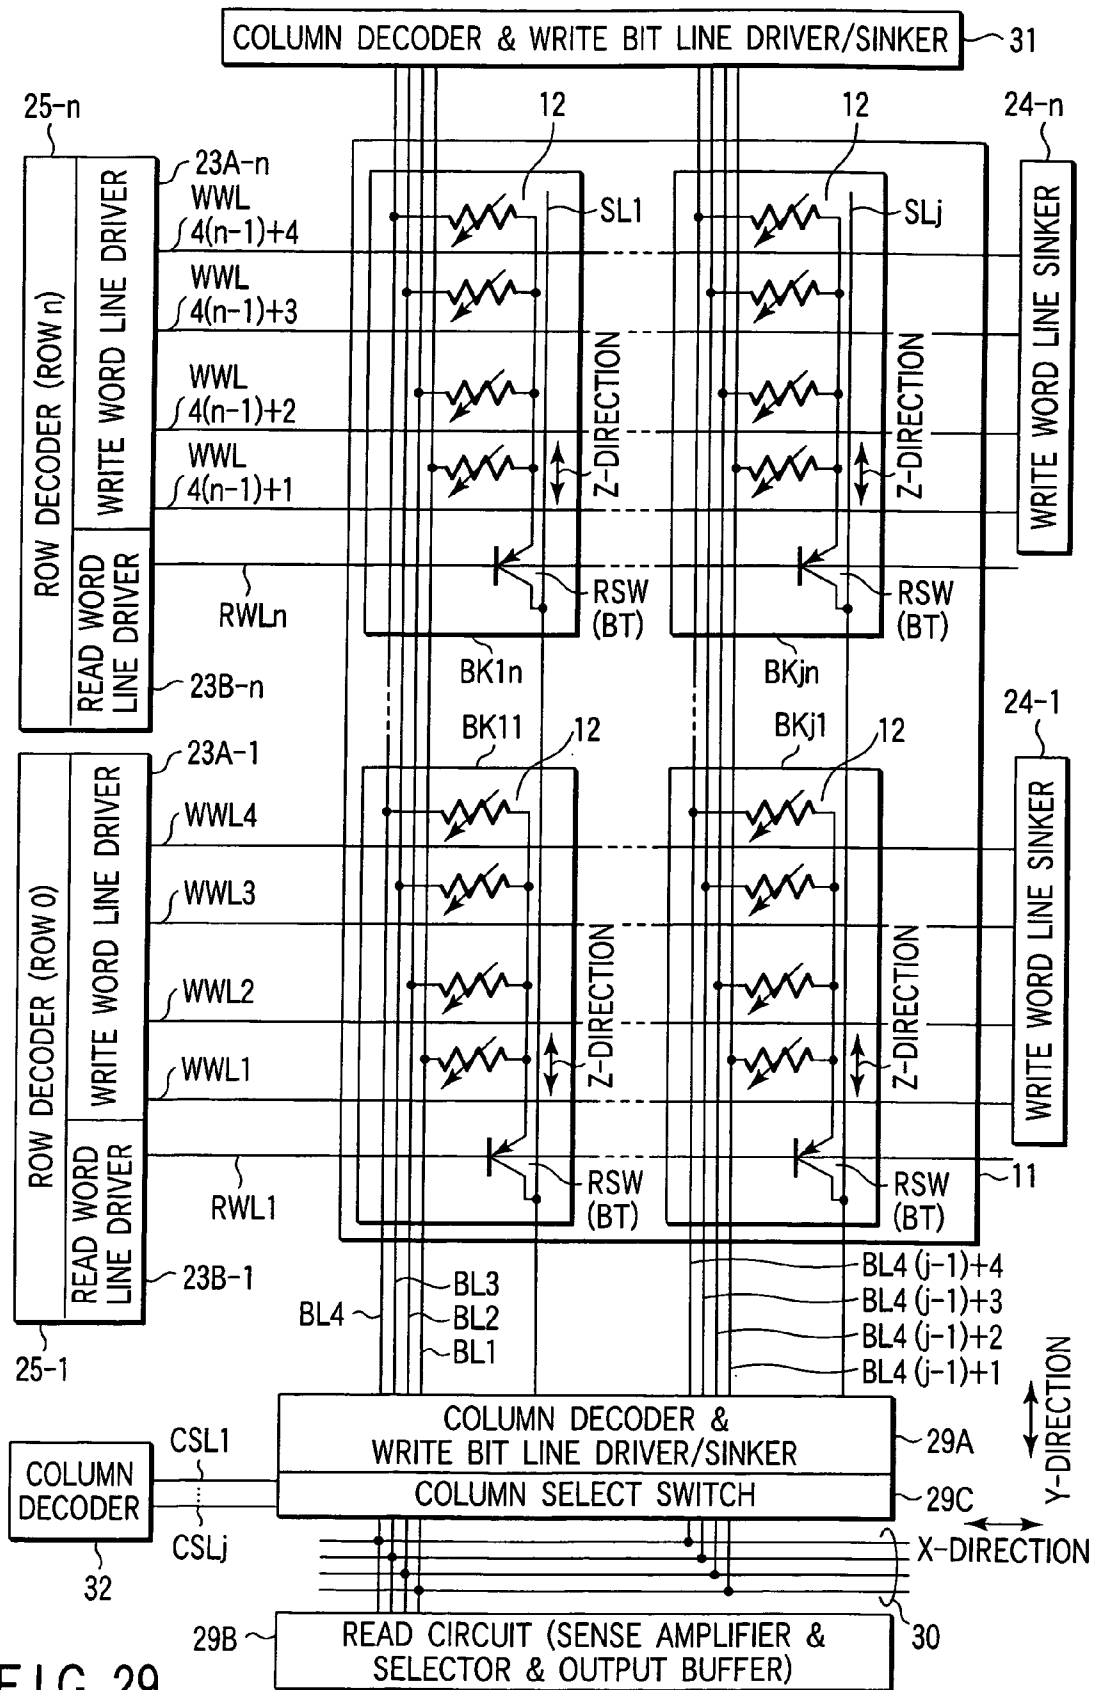 COLUMN DECODER & WRITE BIT LINE DRIVER/SINKER
31
25-n
12
12
24-n
ROW DECODER (ROW n)
WRITE WORD LINE DRIVER
READ WORD
LINE DRIVER
23A-n
WWL
4(n-1)+4
WWL
4(n-1)+3
WWL
4(n-1)+2
WWL
4(n-1)+1
RWLn
23B-n
SL1
SLj
Z-DIRECTION
Z-DIRECTION
RSW
(BT)
RSW
(BT)
BK1n
BKjn
WRITE WORD LINE SINKER
ROW DECODER (ROW 0)
WRITE WORD LINE DRIVER
READ WORD
LINE DRIVER
23A-1
BK11
12
BKj1
12
24-1
WWL4
WWL3
WWL2
WWL1
RWL1
23B-1
25-1
Z-DIRECTION
Z-DIRECTION
RSW
(BT)
RSW
(BT)
WRITE WORD LINE SINKER
11
BL4
BL3
BL2
BL1
BL4(j-1)+4
BL4(j-1)+3
BL4(j-1)+2
BL4(j-1)+1
COLUMN DECODER &
WRITE BIT LINE DRIVER/SINKER
29A
COLUMN SELECT SWITCH
29C
COLUMN
DECODER
32
CSL1
CSLj
Y-DIRECTION
X-DIRECTION
30
29B
READ CIRCUIT (SENSE AMPLIFIER &
SELECTOR & OUTPUT BUFFER)
FIG. 29